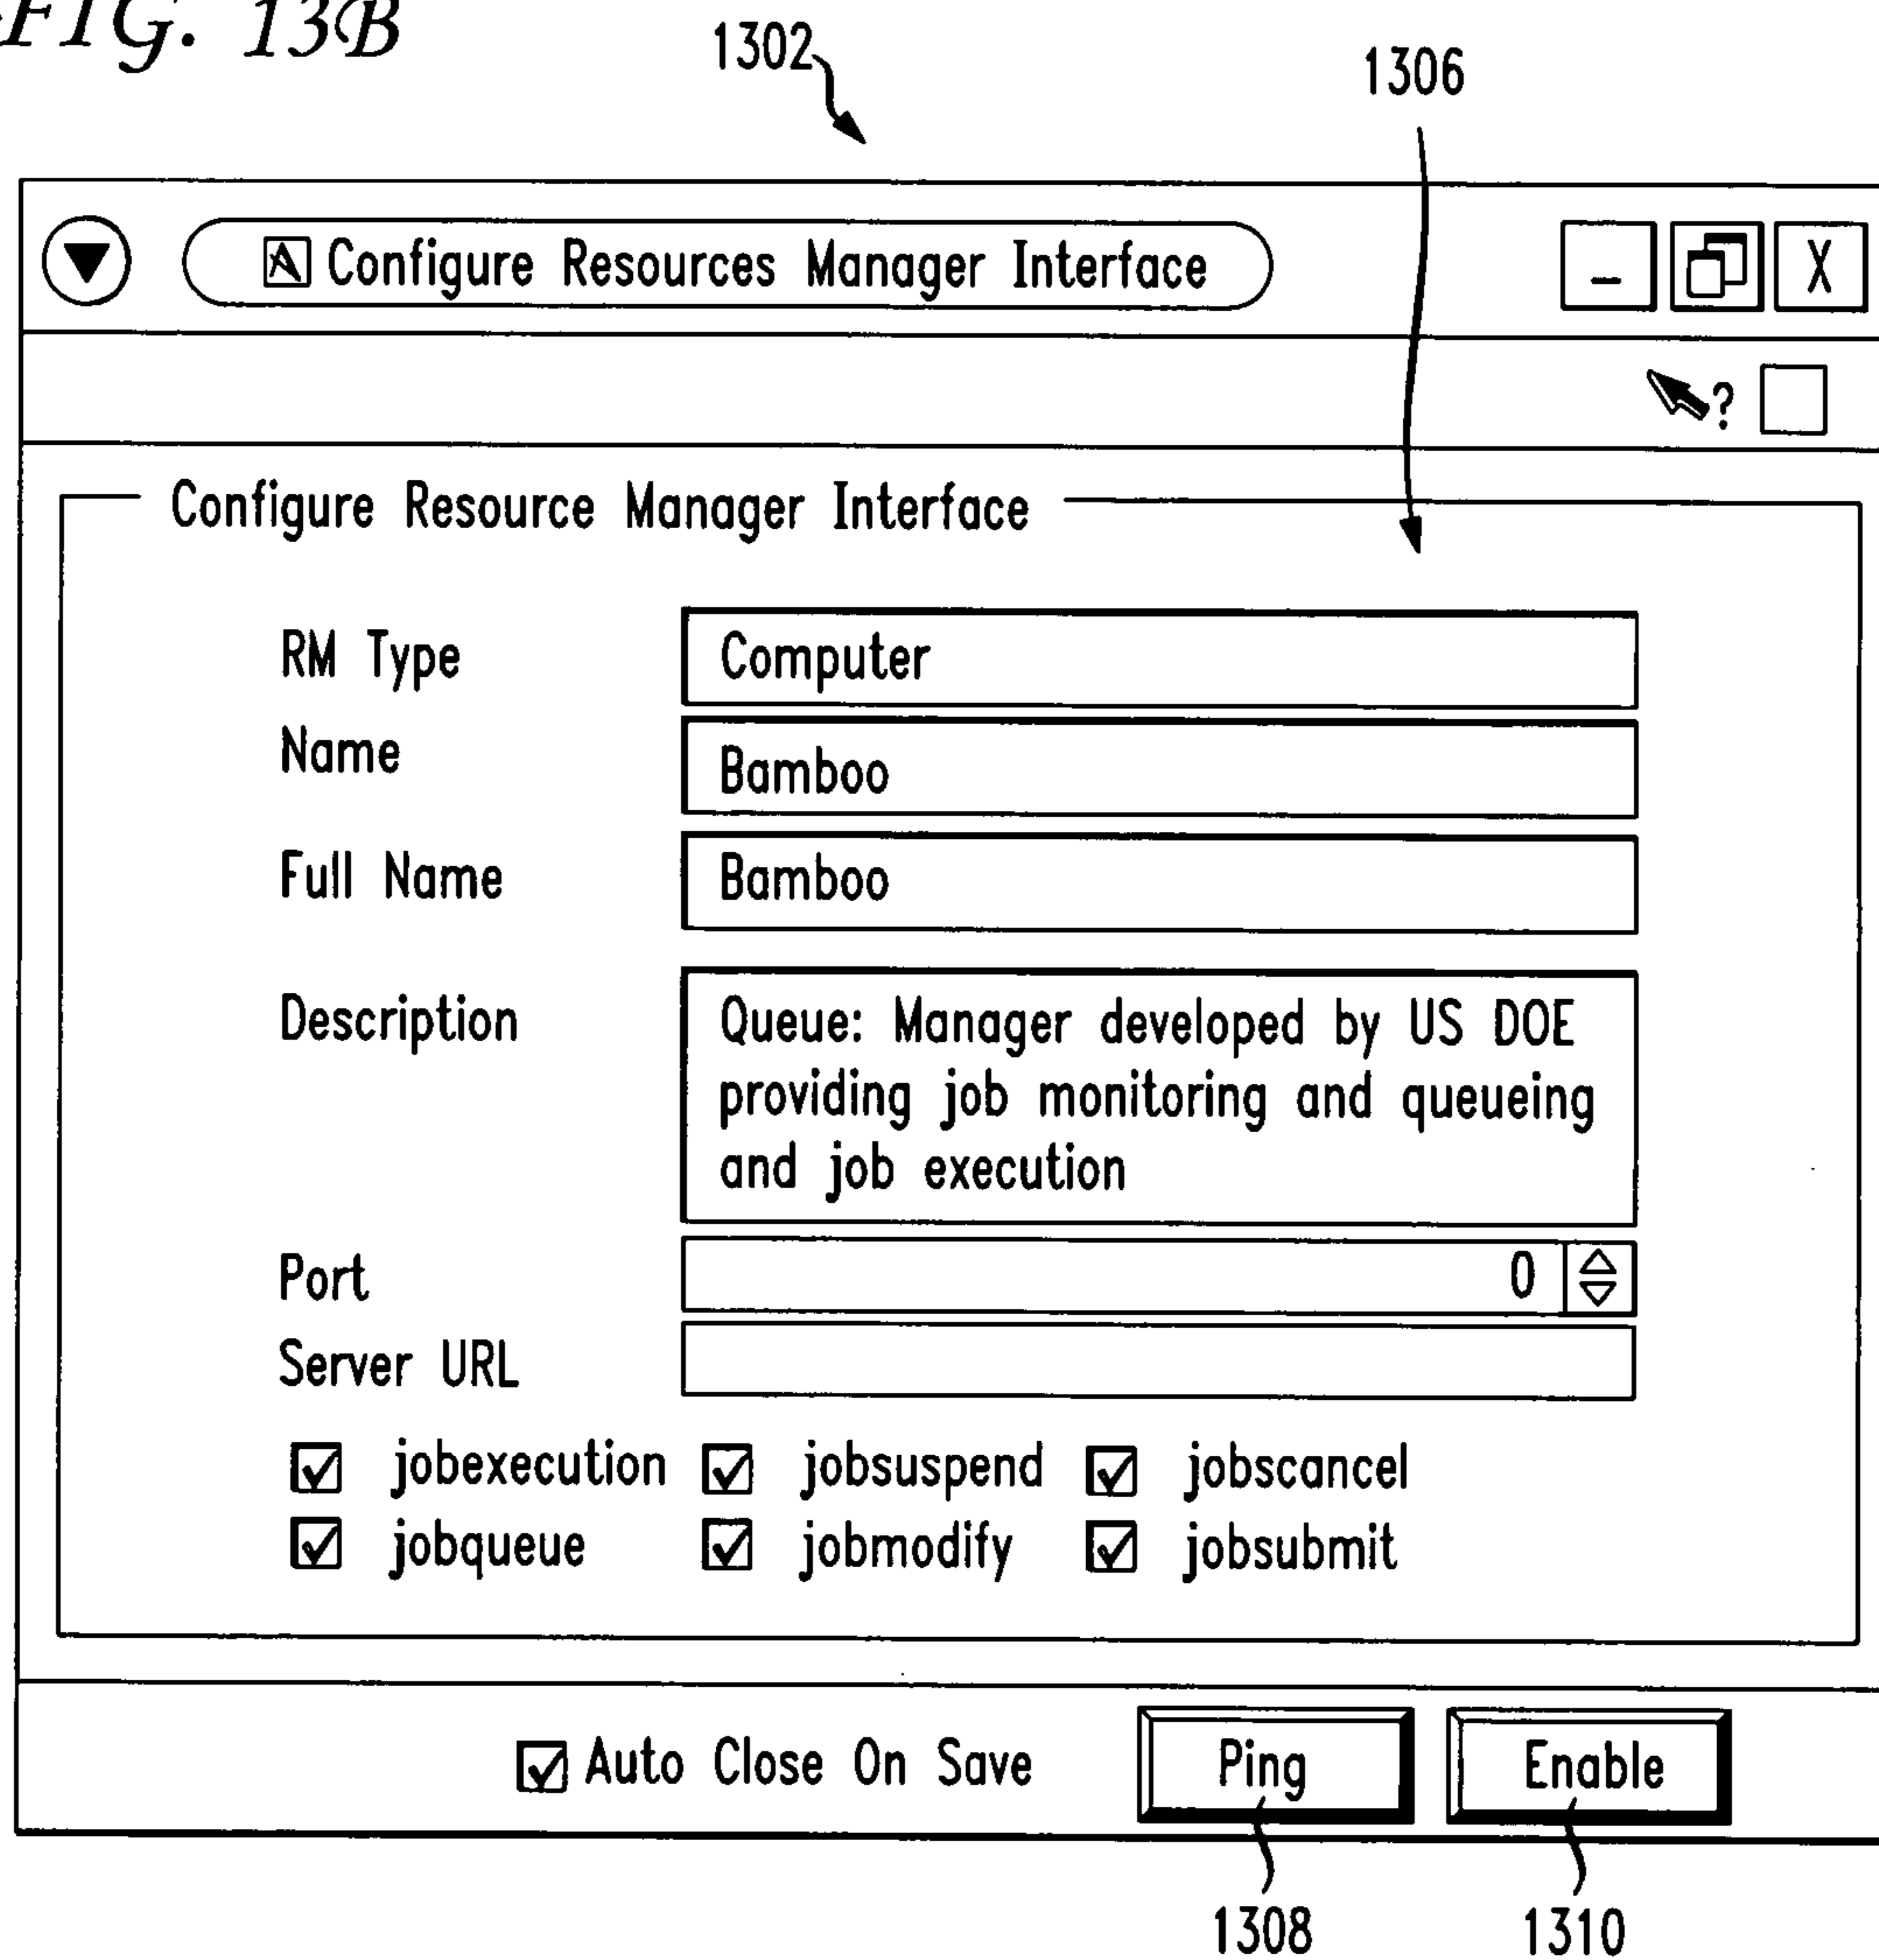 FIG. 13B
1302
1306
Configure Resources Manager Interface
X
?
Configure Resource Manager Interface
RM Type Computer
Name Bamboo
Full Name Bamboo
Description Queue: Manager developed by US DOE
providing job monitoring and queueing
and job execution
Port 0
Server URL
jobexecution jobsuspend jobscancel
jobqueue jobmodify jobsubmit
Auto Close On Save Ping Enable
1308 1310